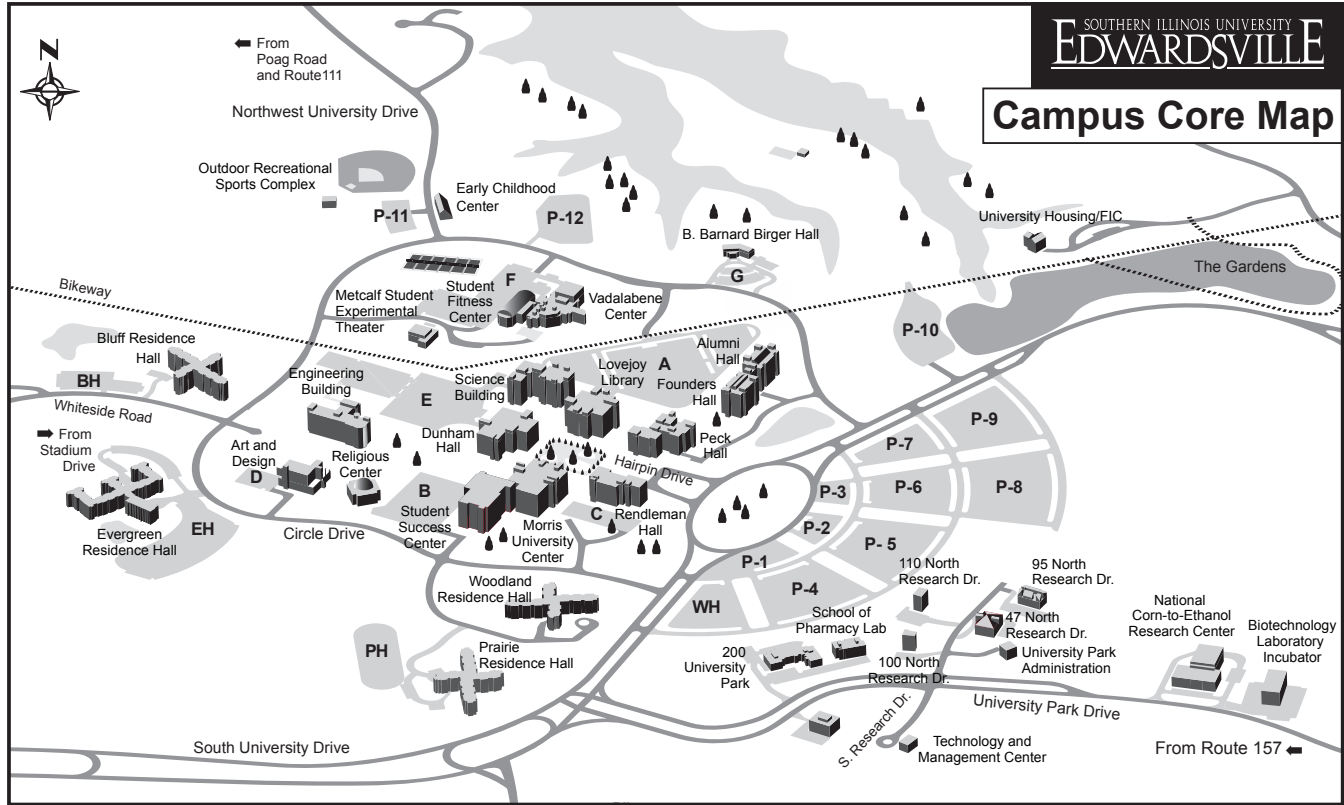 SOUTHERN ILLINOIS UNIVERSITY
EDWARDSVILLE
Campus Core Map
N
From
Poag Road
and Route111
Northwest University Drive
Outdoor Recreational
Sports Complex
P-11
Early Childhood
Center
P-12
B. Barnard Birger Hall
G
University Housing/FIC
The Gardens
Bikeway
Metcalf Student
Experimental
Theater
Student
Fitness
Center
F
Vadalabene
Center
P-10
Bluff Residence
Hall
BH
Whiteside Road
From
Stadium
Drive
Engineering
Building
E
Science
Building
Lovejoy
Library
A
Alumni
Hall
Founders
Hall
Dunham
Hall
Peck
Hall
Hairpin Drive
Art and
Design
D
Religious
Center
B
Student
Success
Center
Morris
University
Center
C
Rendleman
Hall
P-9
P-7
P-3
P-6
P-8
P-2
P- 5
P-1
P-4
WH
Evergreen
Residence Hall
EH
Circle Drive
Woodland
Residence Hall
PH
Prairie
Residence Hall
110 North
Research Dr.
95 North
Research Dr.
School of
Pharmacy Lab
47 North
Research Dr.
University Park
Administration
200
University
Park
100 North
Research Dr.
National
Corn-to-Ethanol
Research Center
Biotechnology
Laboratory
Incubator
University Park Drive
S. Research Dr.
Technology and
Management Center
From Route 157
South University Drive